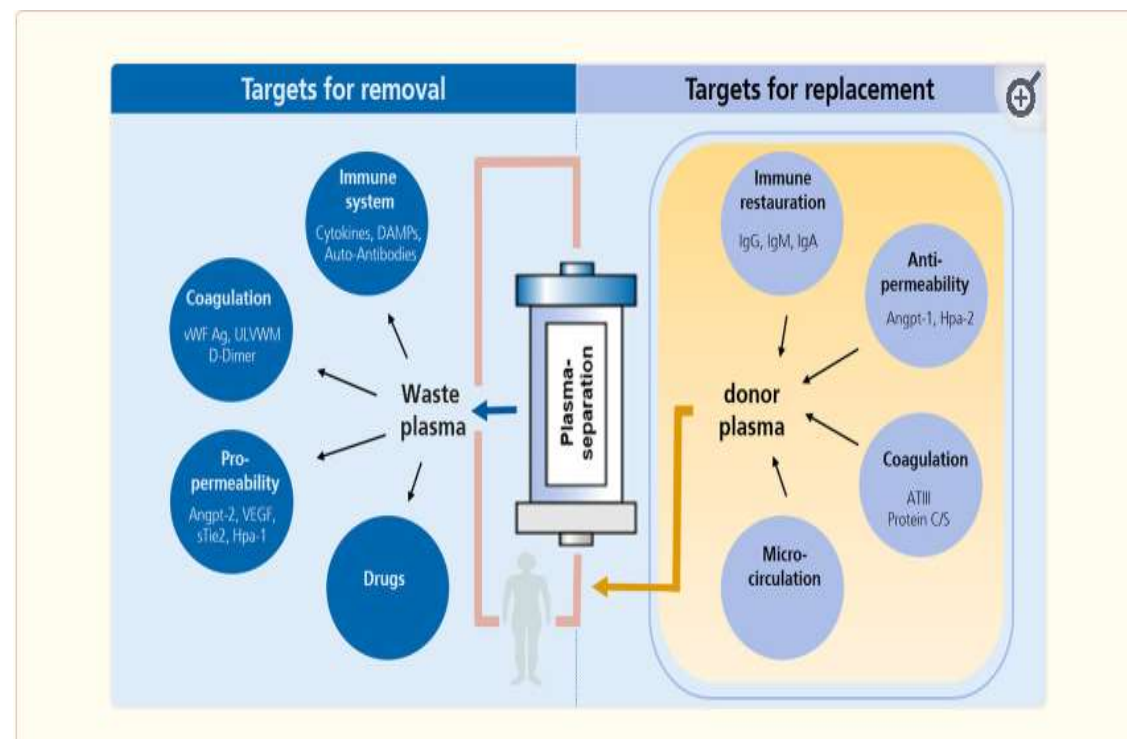 Targets for removal
Targets for replacement
Immune
system
Cytokines, DAMPs,
Auto-Antibodies
Coagulation
vWF Ag, ULVWM
D-Dimer
Pro-
permeability
Angpt-2, VEGF,
sTie2, Hpa-1
Drugs
Waste
plasma
Plasma-
separation
Immune
restauration
IgG, IgM, IgA
Anti-
permeability
Angpt-1, Hpa-2
donor
plasma
Coagulation
ATIII
Protein C/S
Micro-
circulation